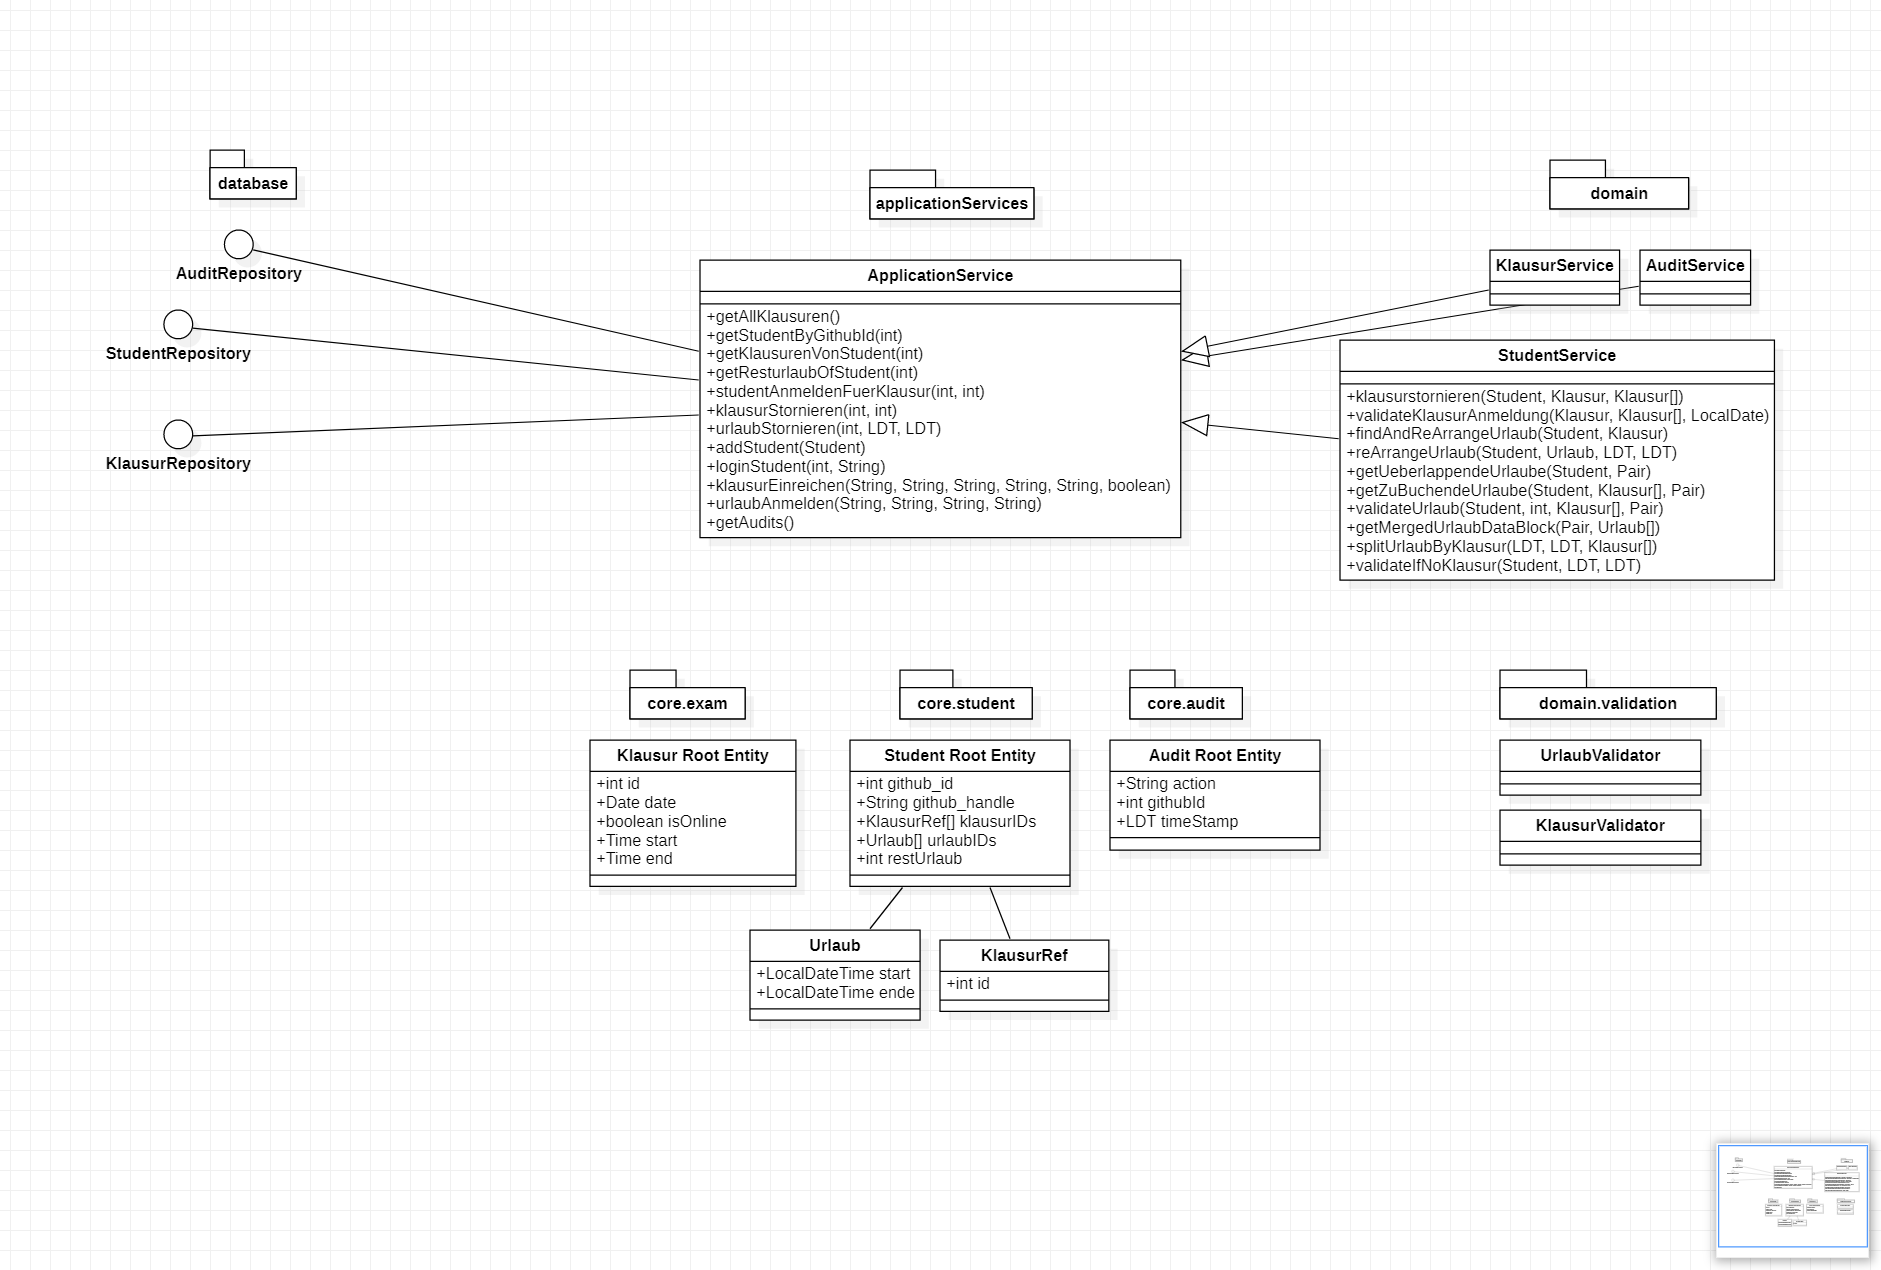 database
applicationServices
domain
AuditRepository
StudentRepository
KlausurRepository
ApplicationService
+getAllKlausuren()
+getStudentByGithubId(int)
+getKlausurenVonStudent(int)
+getResturlaubOfStudent(int)
+studentAnmeldenFuerKlausur(int, int)
+klausurStornieren(int, int)
+urlaubStornieren(int, LDT, LDT)
+addStudent(Student)
+loginStudent(int, String)
+klausurEinreichen(String, String, String, String, String, boolean)
+urlaubAnmelden(String, String, String, String)
+getAudits()
KlausurService
AuditService
StudentService
+klausurstornieren(Student, Klausur, Klausur[])
+validateKlausurAnmeldung(Klausur, Klausur[], LocalDate)
+findAndReArrangeUrlaub(Student, Klausur)
+reArrangeUrlaub(Student, Urlaub, LDT, LDT)
+getUeberlappendeUrlaube(Student, Pair)
+getZuBuchendeUrlaube(Student, Klausur[], Pair)
+validateUrlaub(Student, int, Klausur[], Pair)
+getMergedUrlaubDataBlock(Pair, Urlaub[])
+splitUrlaubByKlausur(LDT, LDT, Klausur[])
+validateIfNoKlausur(Student, LDT, LDT)
core.exam
Klausur Root Entity
+int id
+Date date
+boolean isOnline
+Time start
+Time end
core.student
Student Root Entity
+int github_id
+String github_handle
+KlausurRef[] klausurIDs
+Urlaub[] urlaubIDs
+int restUrlaub
core.audit
Audit Root Entity
+String action
+int githubId
+LDT timeStamp
domain.validation
UrlaubValidator
KlausurValidator
Urlaub
+LocalDateTime start
+LocalDateTime ende
KlausurRef
+int id